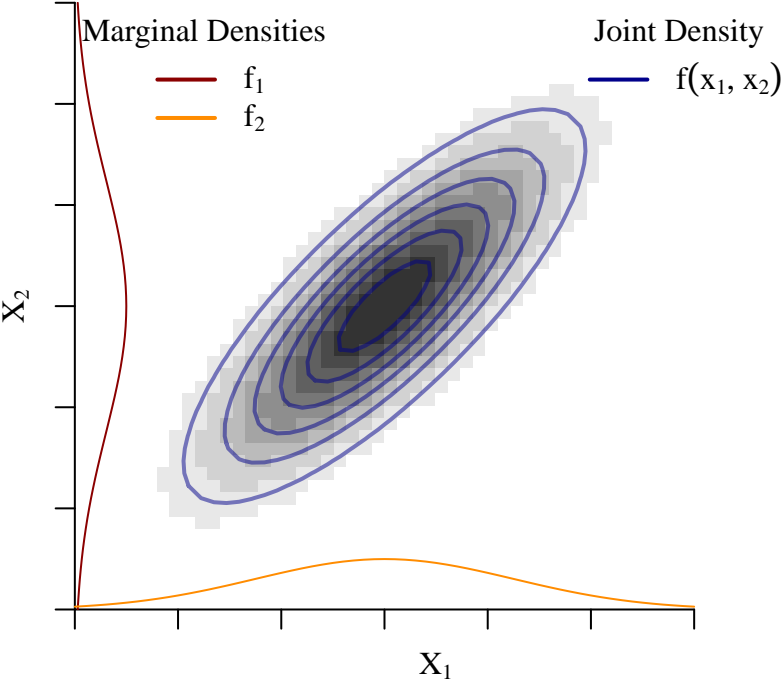 Marginal Densities
f₁
f₂
Joint Density
f(x₁, x₂)
X₂
X₁